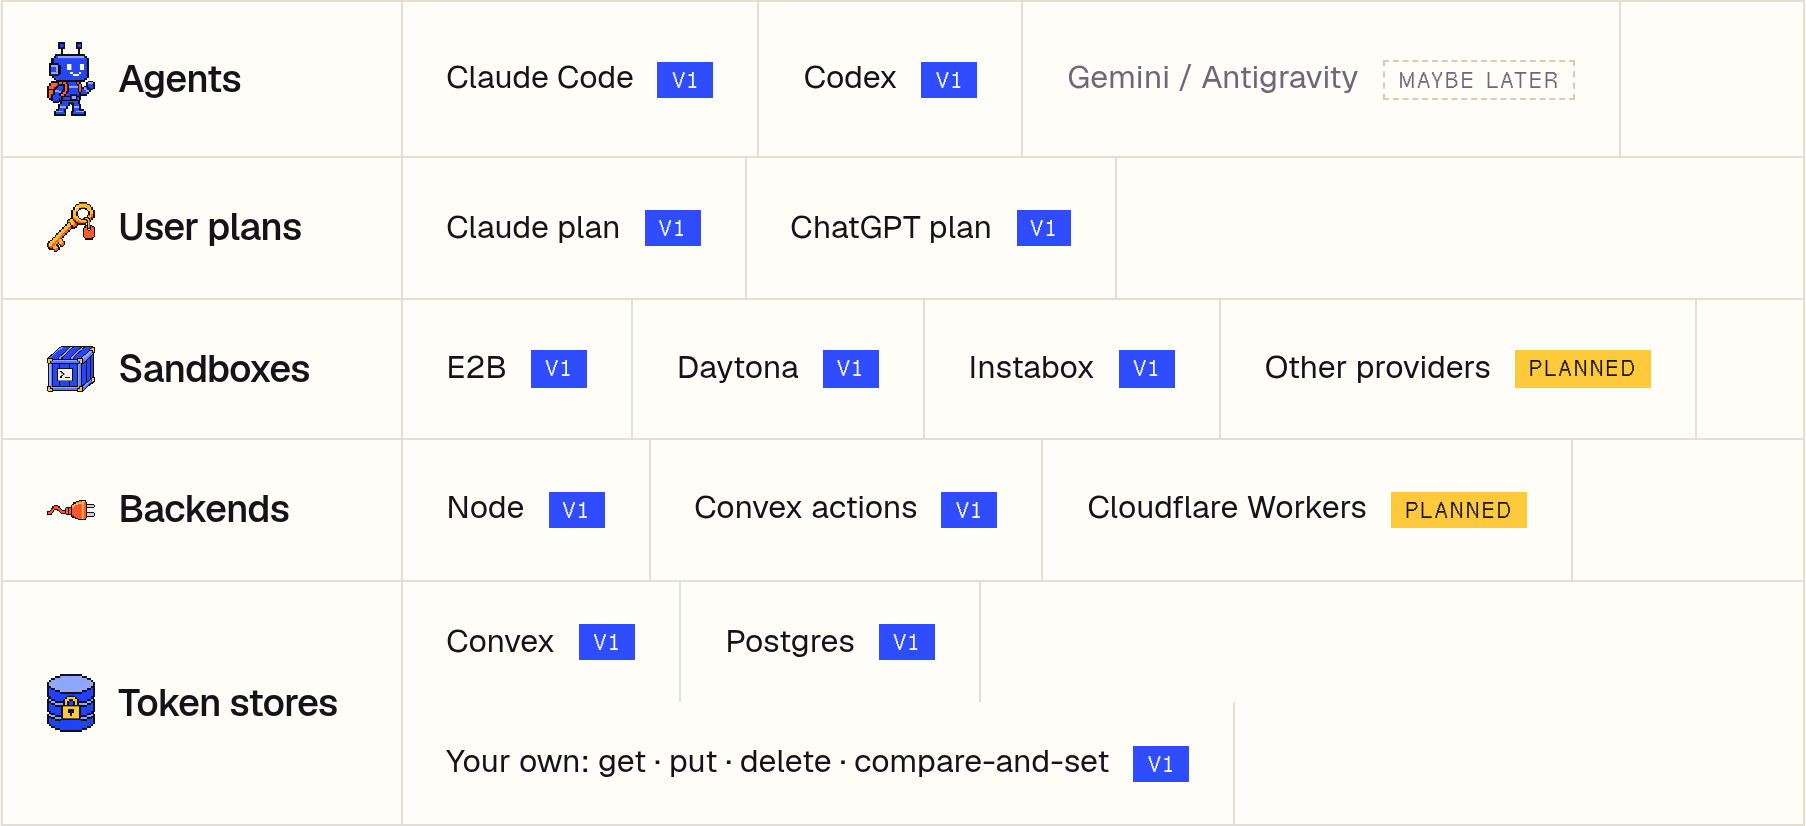 Agents Claude Code V1 Codex V1 Gemini / Antigravity MAYBE LATER
User plans Claude plan V1 ChatGPT plan V1
Sandboxes E2B V1 Daytona V1 Instabox V1 Other providers PLANNED
Backends Node V1 Convex actions V1 Cloudflare Workers PLANNED
Token stores
Convex V1 Postgres V1
Your own: get · put · delete · compare-and-set V1